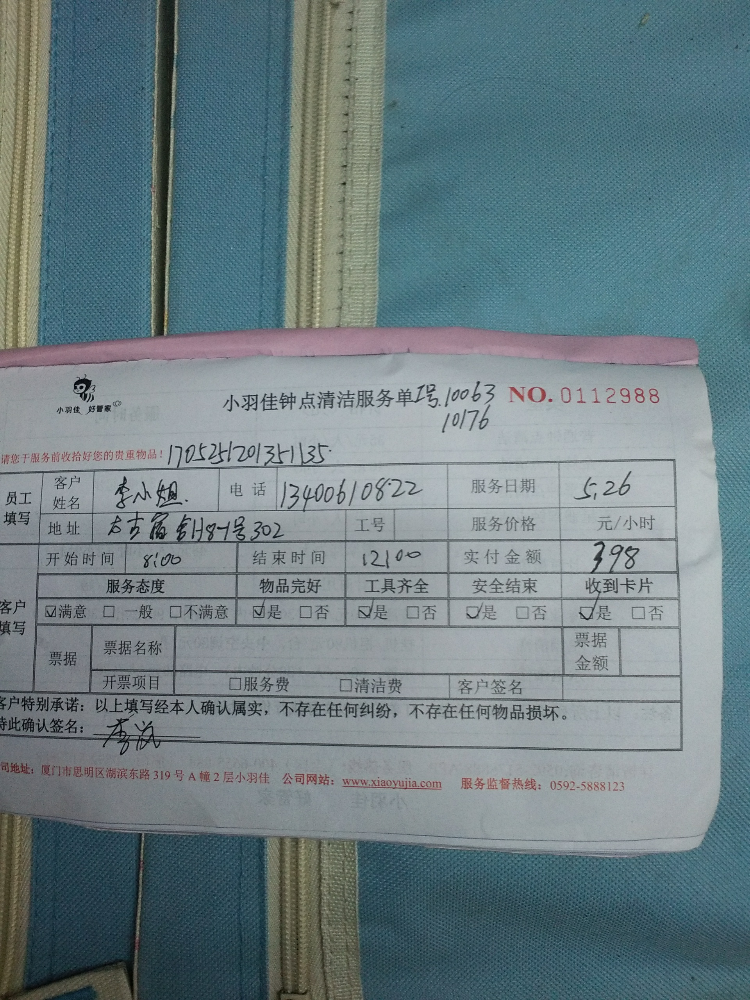 小羽佳 好管家
小羽佳钟点清洁服务单 工号.10063 NO. 0112988
10176
请您于服务前收拾好您的贵重物品! 170525120135135
员工填写 客户姓名 李小姐. 电话 13400610822 服务日期 5.26
地址 302 工号 服务价格 元/小时
客户填写 开始时间 8:00 结束时间 12:00 实付金额 398
服务态度 物品完好 工具齐全 安全结束 收到卡片
☑满意 □ 一般 □不满意 ☑是 □否 ☑是 □否 ☑是 □否 ☑是 □否
票据 票据名称 票据金额
开票项目 □服务费 □清洁费 客户签名
客户特别承诺:以上填写经本人确认属实,不存在任何纠纷,不存在任何物品损坏。
特此确认签名: 李
司地址:厦门市思明区湖滨东路 319 号 A 幢 2 层小羽佳 公司网站:www.xiaoyujia.com 服务监督热线:0592-5888123